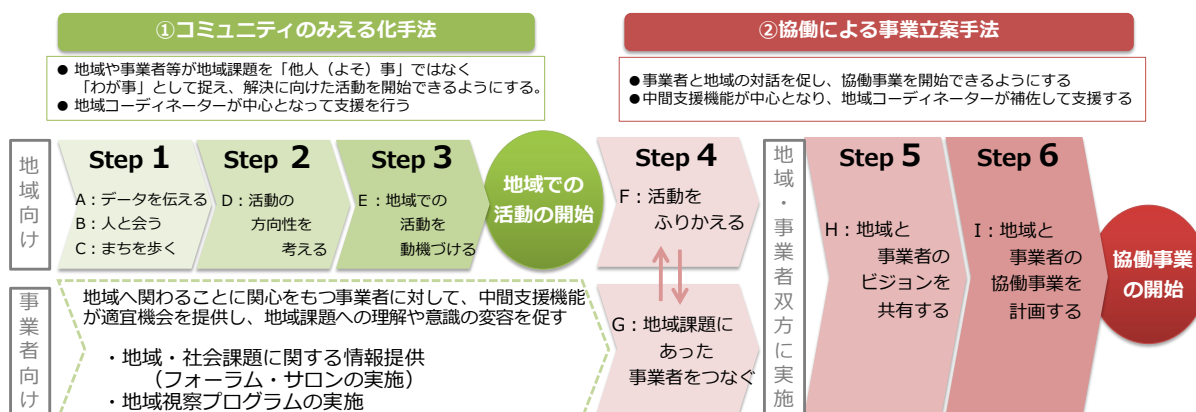 ①コミュニティのみえる化手法
● 地域や事業者等が地域課題を「他人（よそ）事」ではなく
「わが事」として捉え、解決に向けた活動を開始できるようにする。
● 地域コーディネーターが中心となって支援を行う
②協働による事業立案手法
●事業者と地域の対話を促し、協働事業を開始できるようにする
●中間支援機能が中心となり、地域コーディネーターが補佐して支援する
地域向け
Step 1
A：データを伝える
B：人と会う
C：まちを歩く
Step 2
D：活動の
方向性を
考える
Step 3
E：地域での
活動を
動機づける
地域での
活動の開始
Step 4
F：活動を
ふりかえる
事業者向け
地域へ関わることに関心をもつ事業者に対して、中間支援機能
が適宜機会を提供し、地域課題への理解や意識の変容を促す
・地域・社会課題に関する情報提供
（フォーラム・サロンの実施）
・地域視察プログラムの実施
G：地域課題に
あった
事業者をつなぐ
地域・事業者双方に実施
Step 5
H：地域と
事業者の
ビジョンを
共有する
Step 6
I：地域と
事業者の
協働事業を
計画する
協働事業
の開始